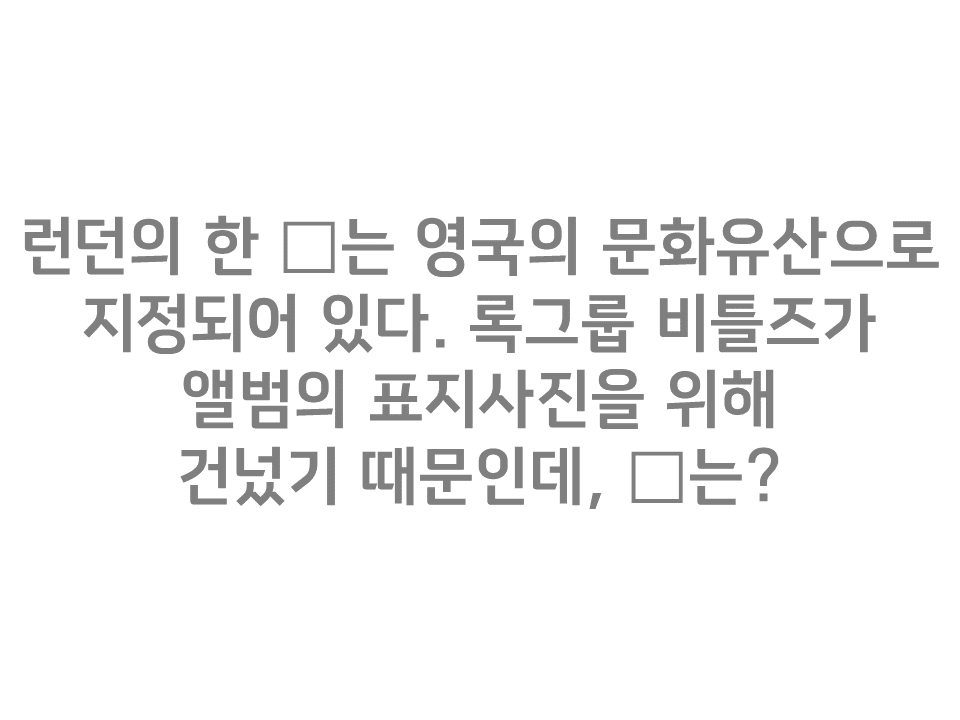 런던의 한 □는 영국의 문화유산으로
지정되어 있다. 록그룹 비틀즈가
앨범의 표지사진을 위해
건넜기 때문인데, □는?